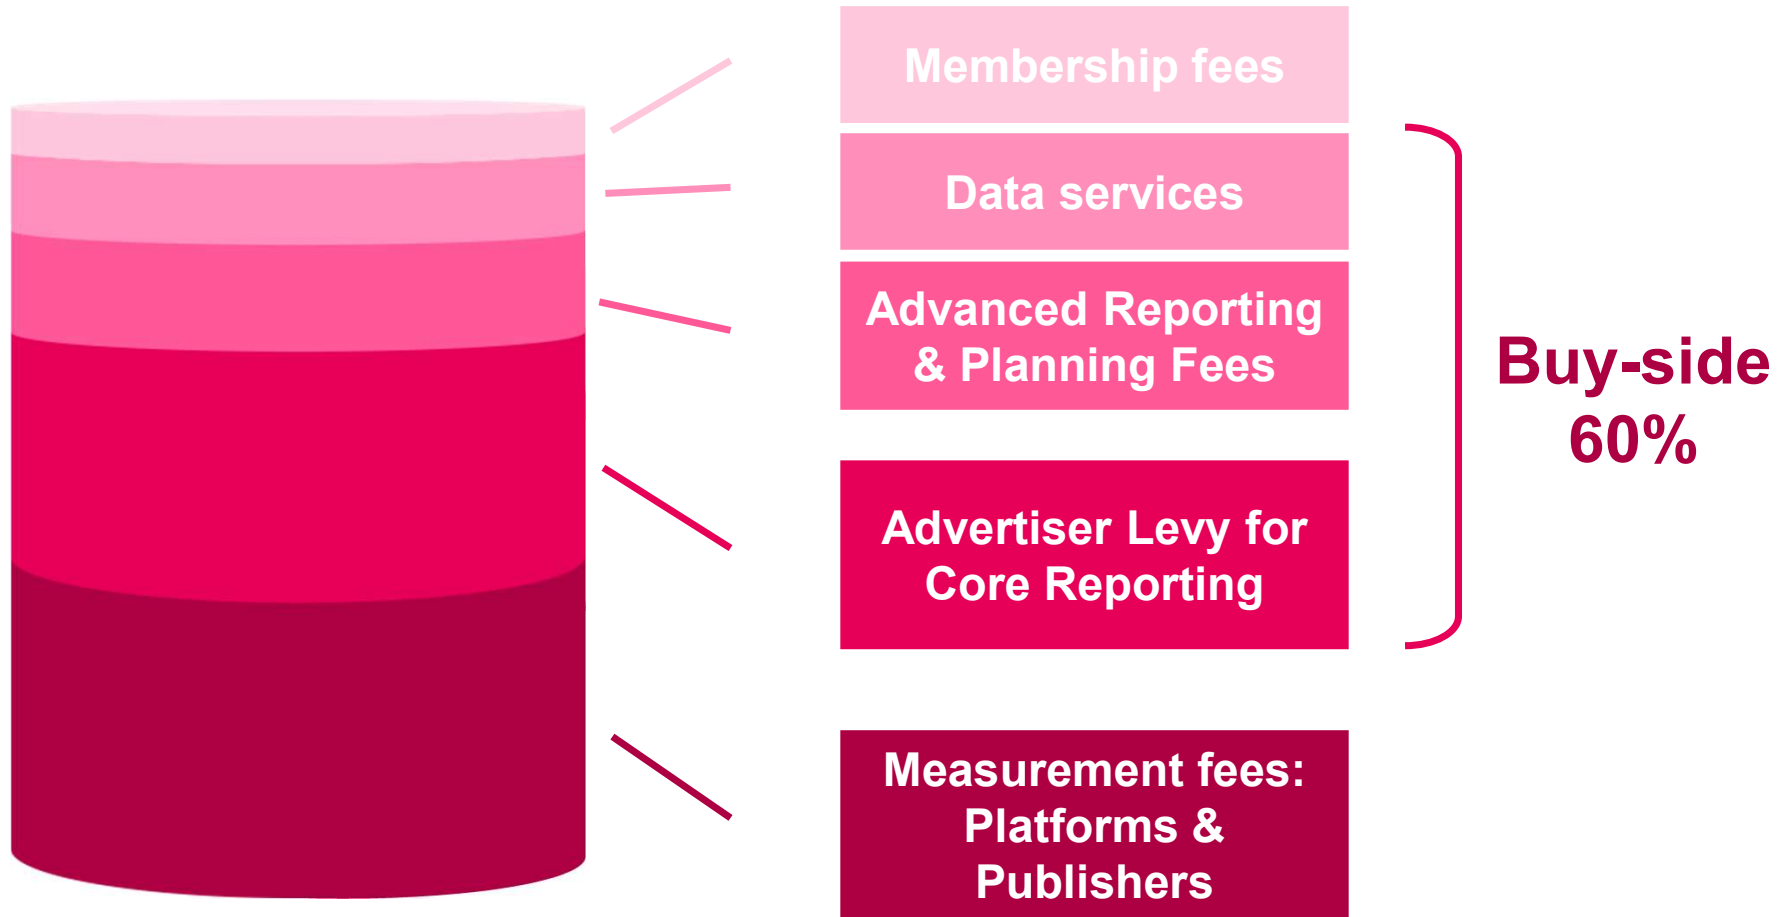 Membership fees
Data services
Advanced Reporting
& Planning Fees
Advertiser Levy for
Core Reporting
Measurement fees:
Platforms &
Publishers
Buy-side
60%